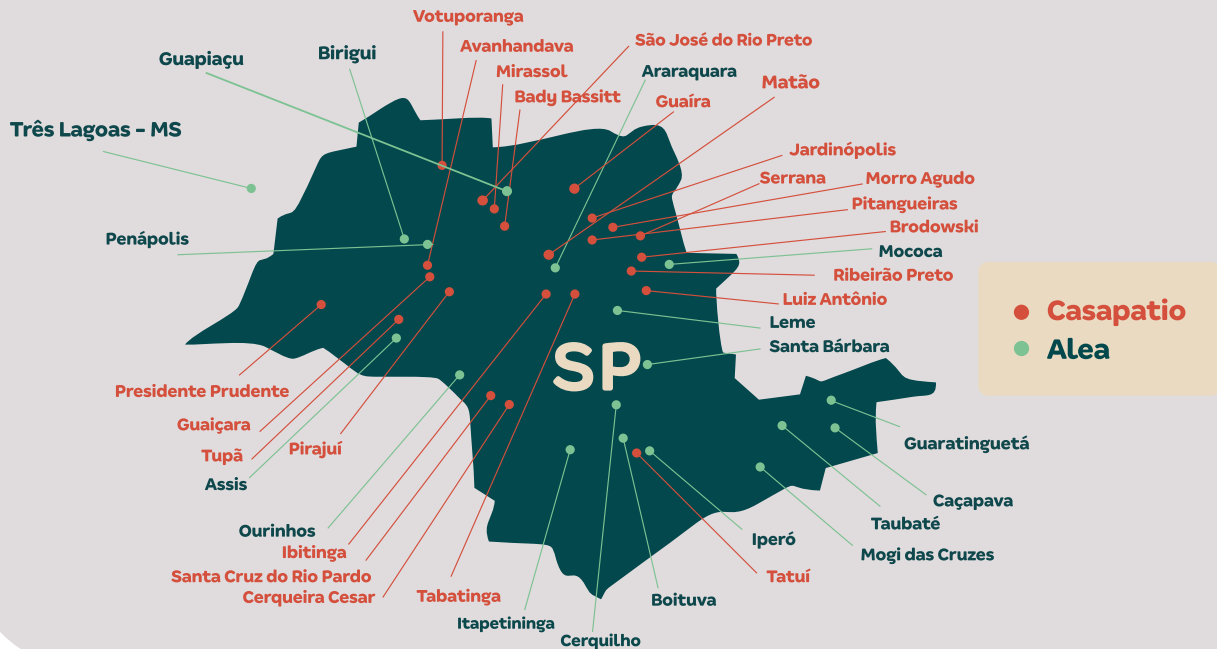 Votuporanga
São José do Rio Preto
Avanhandava
Birigui
Guapiaçu
Mirassol
Araraquara
Matão
Bady Bassitt
Guaíra
Três Lagoas - MS
Jardinópolis
Serrana
Morro Agudo
Pitangueiras
Brodowski
Penápolis
Mococa
Ribeirão Preto
Luiz Antônio
Casapatio
Leme
Santa Bárbara
Alea
SP
Presidente Prudente
Guaiçara
Pirajuí
Guaratinguetá
Tupã
Assis
Caçapava
Taubaté
Ourinhos
Iperó
Ibitinga
Mogi das Cruzes
Santa Cruz do Rio Pardo
Tatuí
Cerqueira Cesar
Tabatinga
Boituva
Itapetininga
Cerquilho